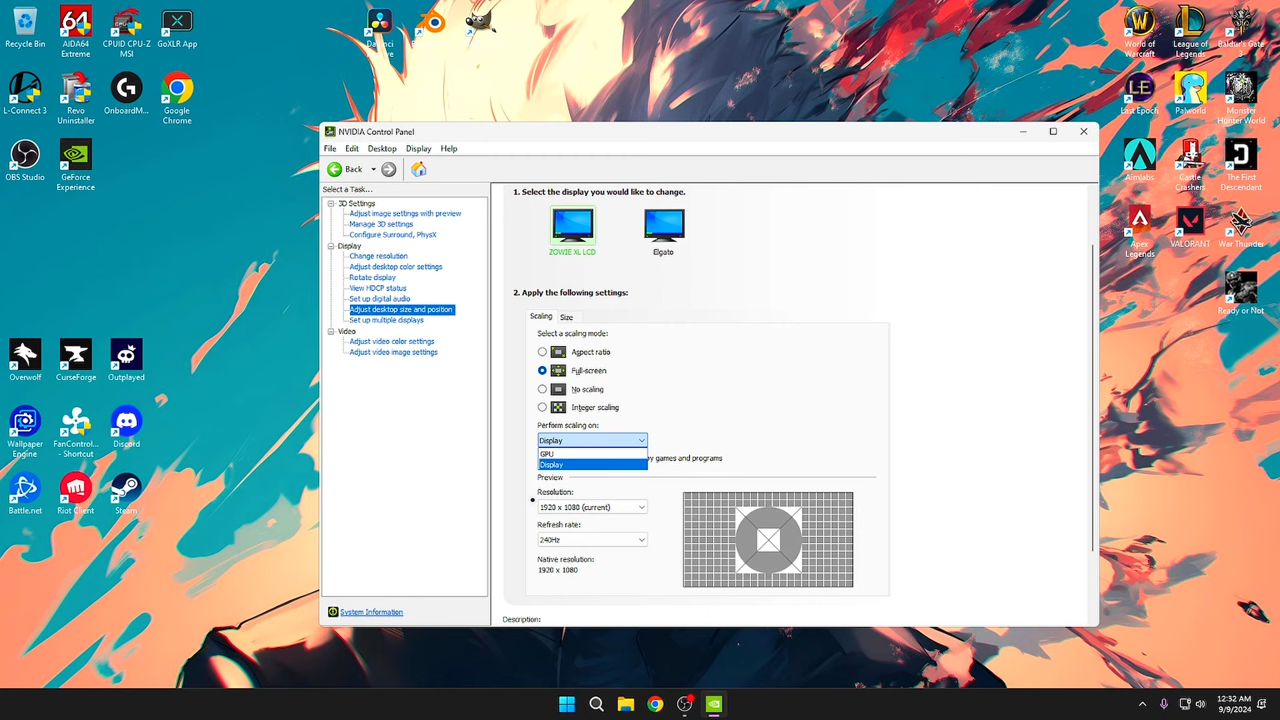 Recycle Bin
AIDA64
Extreme
CPUID CPU-Z
MSI
GoXLR App
L-Connect 3
Revo
Uninstaller
OnboardM...
Google
Chrome
OBS Studio
GeForce
Experience
Overwolf
CurseForge
Outplayed
Wallpaper
Engine
FanControl...
- Shortcut
Discord
Battle.net
Riot Client
Steam
World of
Warcraft
League of
Legends
Baldur's Gate
3
Last Epoch
Palworld
Monster
Hunter World
Aimlabs
Castle
Crashers
The First
Descendant
Apex
Legends
VALORANT
War Thunder
Ready or Not
NVIDIA Control Panel
File Edit Desktop Display Help
Back
Select a Task...
3D Settings
Adjust image settings with preview
Manage 3D settings
Configure Surround, PhysX
Display
Change resolution
Adjust desktop color settings
Rotate display
View HDCP status
Set up digital audio
Adjust desktop size and position
Set up multiple displays
Video
Adjust video color settings
Adjust video image settings
System Information
1. Select the display you would like to change.
ZOWIE XL LCD
Elgato
2. Apply the following settings:
Scaling Size
Select a scaling mode:
Aspect ratio
Full-screen
No scaling
Integer scaling
Perform scaling on:
Display
GPU
Display
games and programs
Preview
Resolution:
1920 x 1080 (current)
Refresh rate:
240Hz
Native resolution:
1920 x 1080
Description:
12:32 AM
9/9/2024